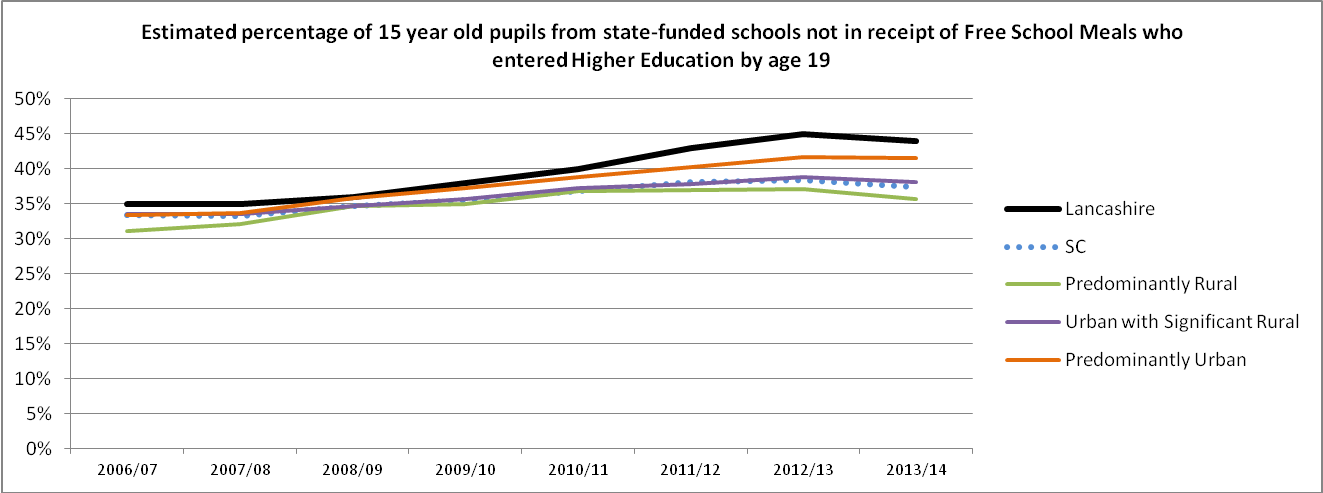 Estimated percentage of 15 year old pupils from state-funded schools not in receipt of Free School Meals who
entered Higher Education by age 19
50%
45%
40%
35%
30%
25%
20%
15%
10%
5%
0%
2006/07 2007/08 2008/09 2009/10 2010/11 2011/12 2012/13 2013/14
Lancashire
SC
Predominantly Rural
Urban with Significant Rural
Predominantly Urban